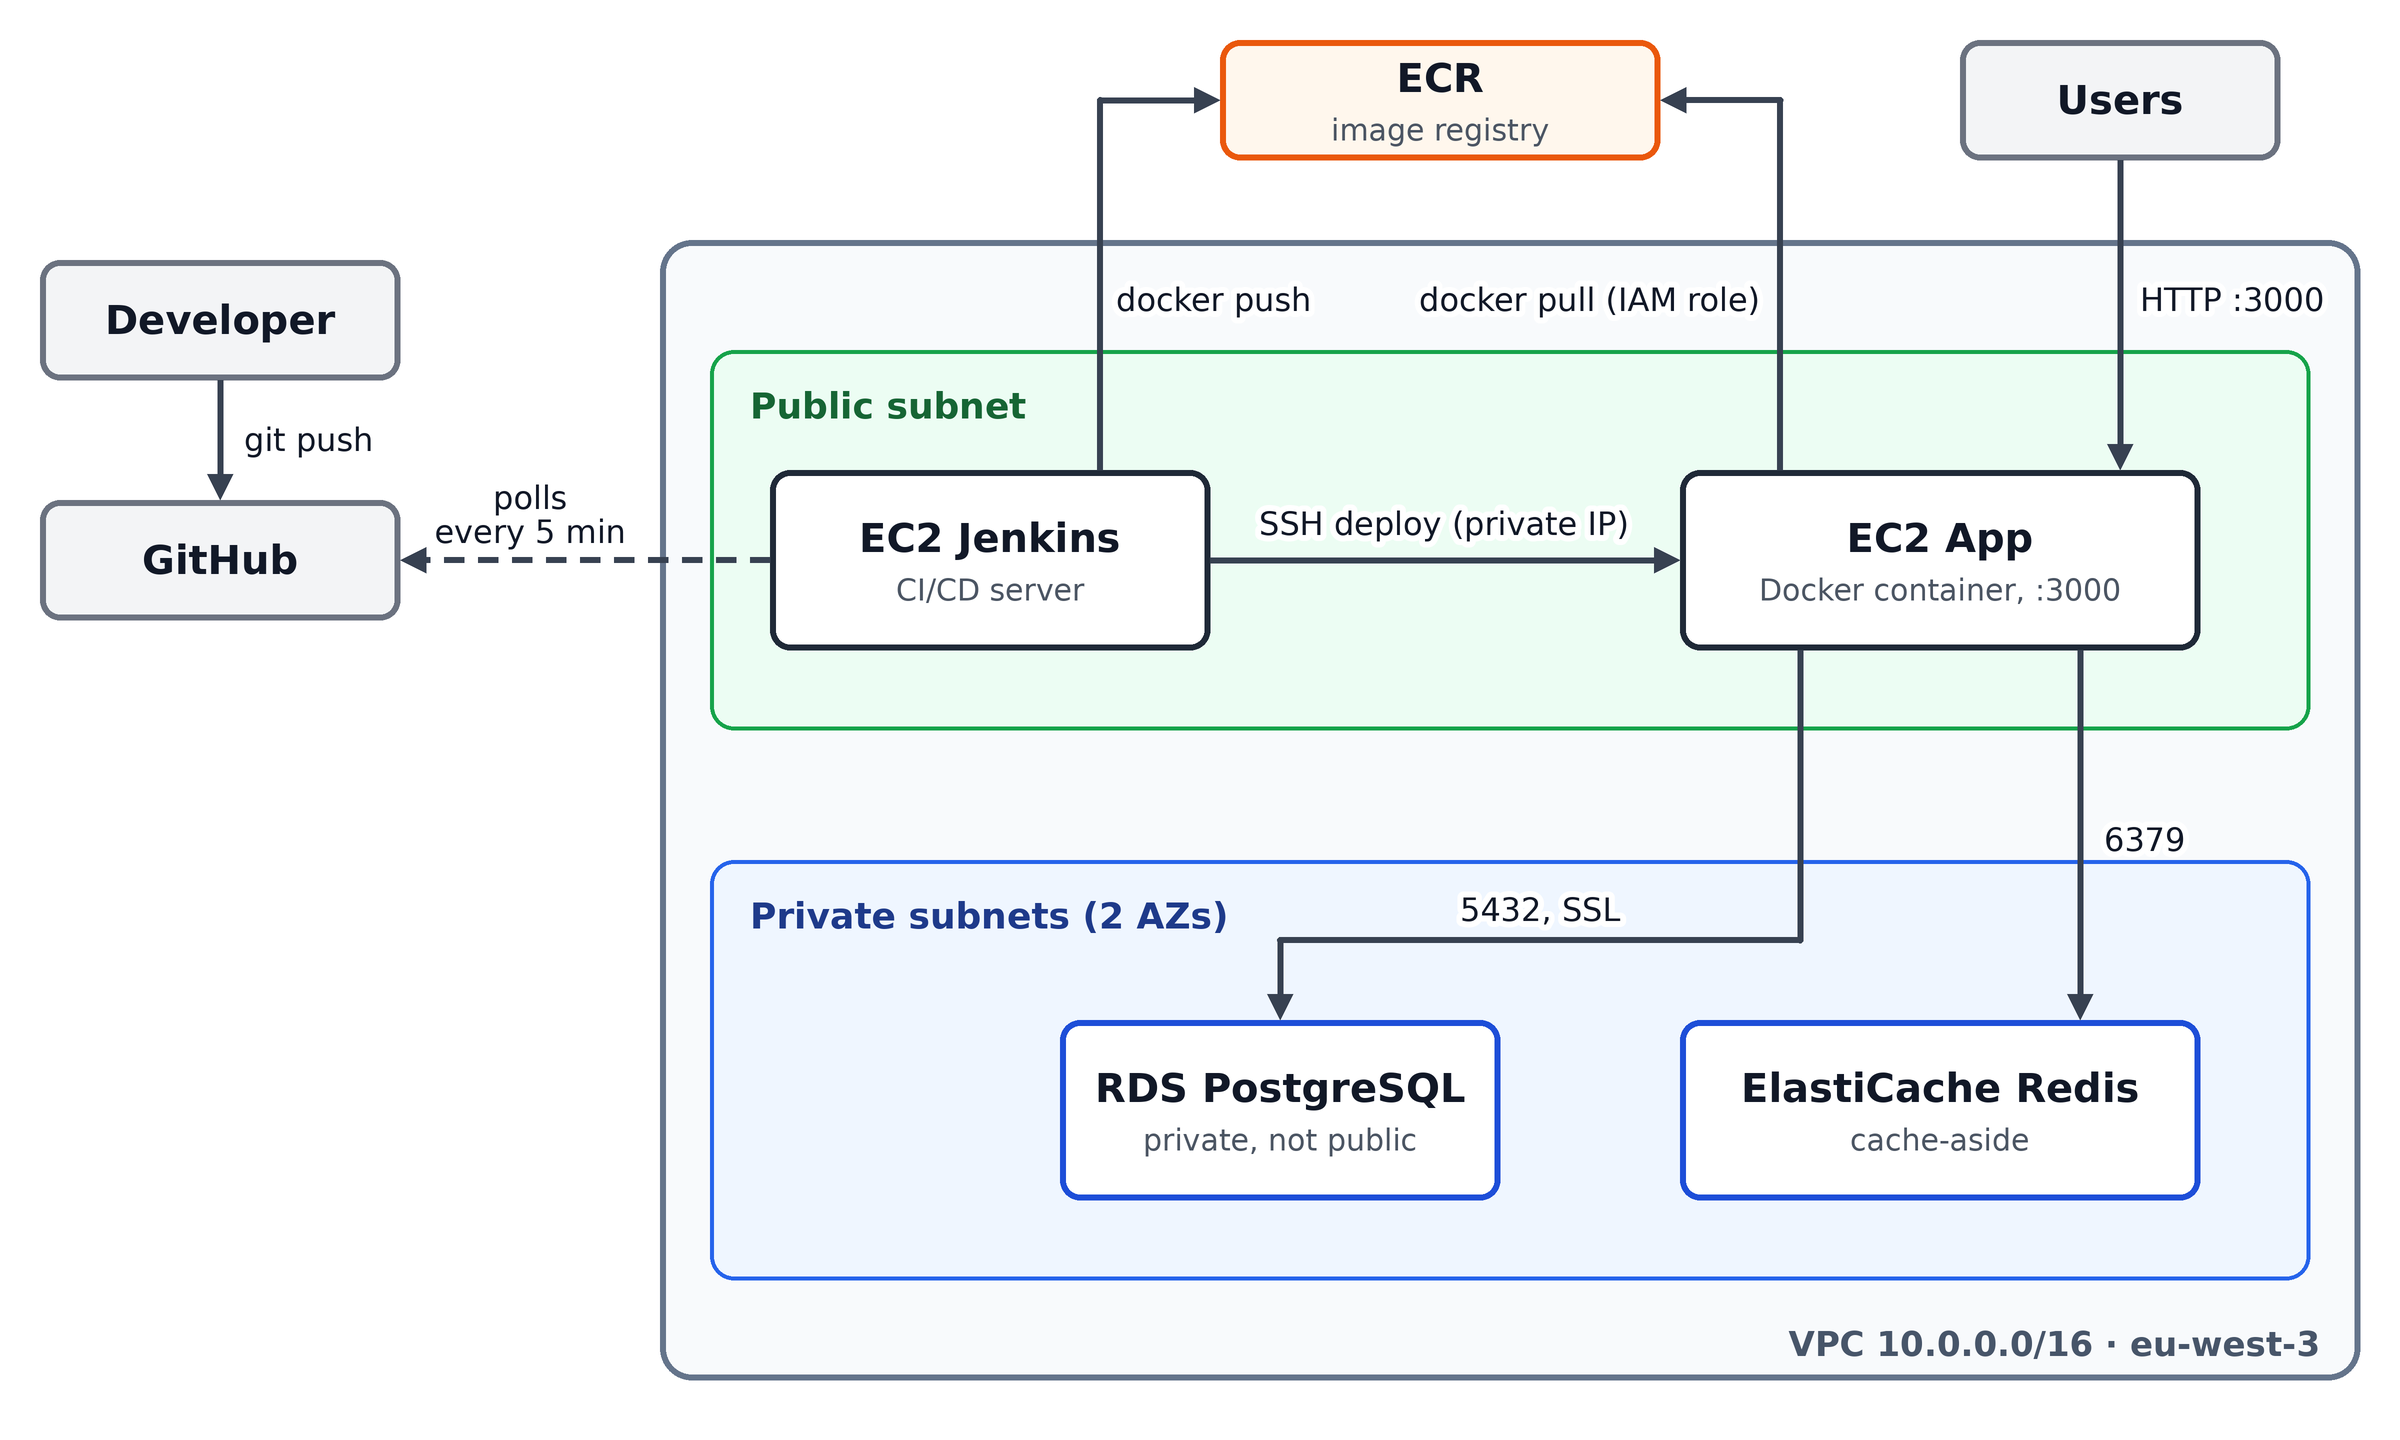 ECR
image registry
Users
Developer
git push
GitHub
polls
every 5 min
docker push
docker pull (IAM role)
HTTP :3000
Public subnet
EC2 Jenkins
CI/CD server
SSH deploy (private IP)
EC2 App
Docker container, :3000
6379
Private subnets (2 AZs)
5432, SSL
RDS PostgreSQL
private, not public
ElastiCache Redis
cache-aside
VPC 10.0.0.0/16 · eu-west-3